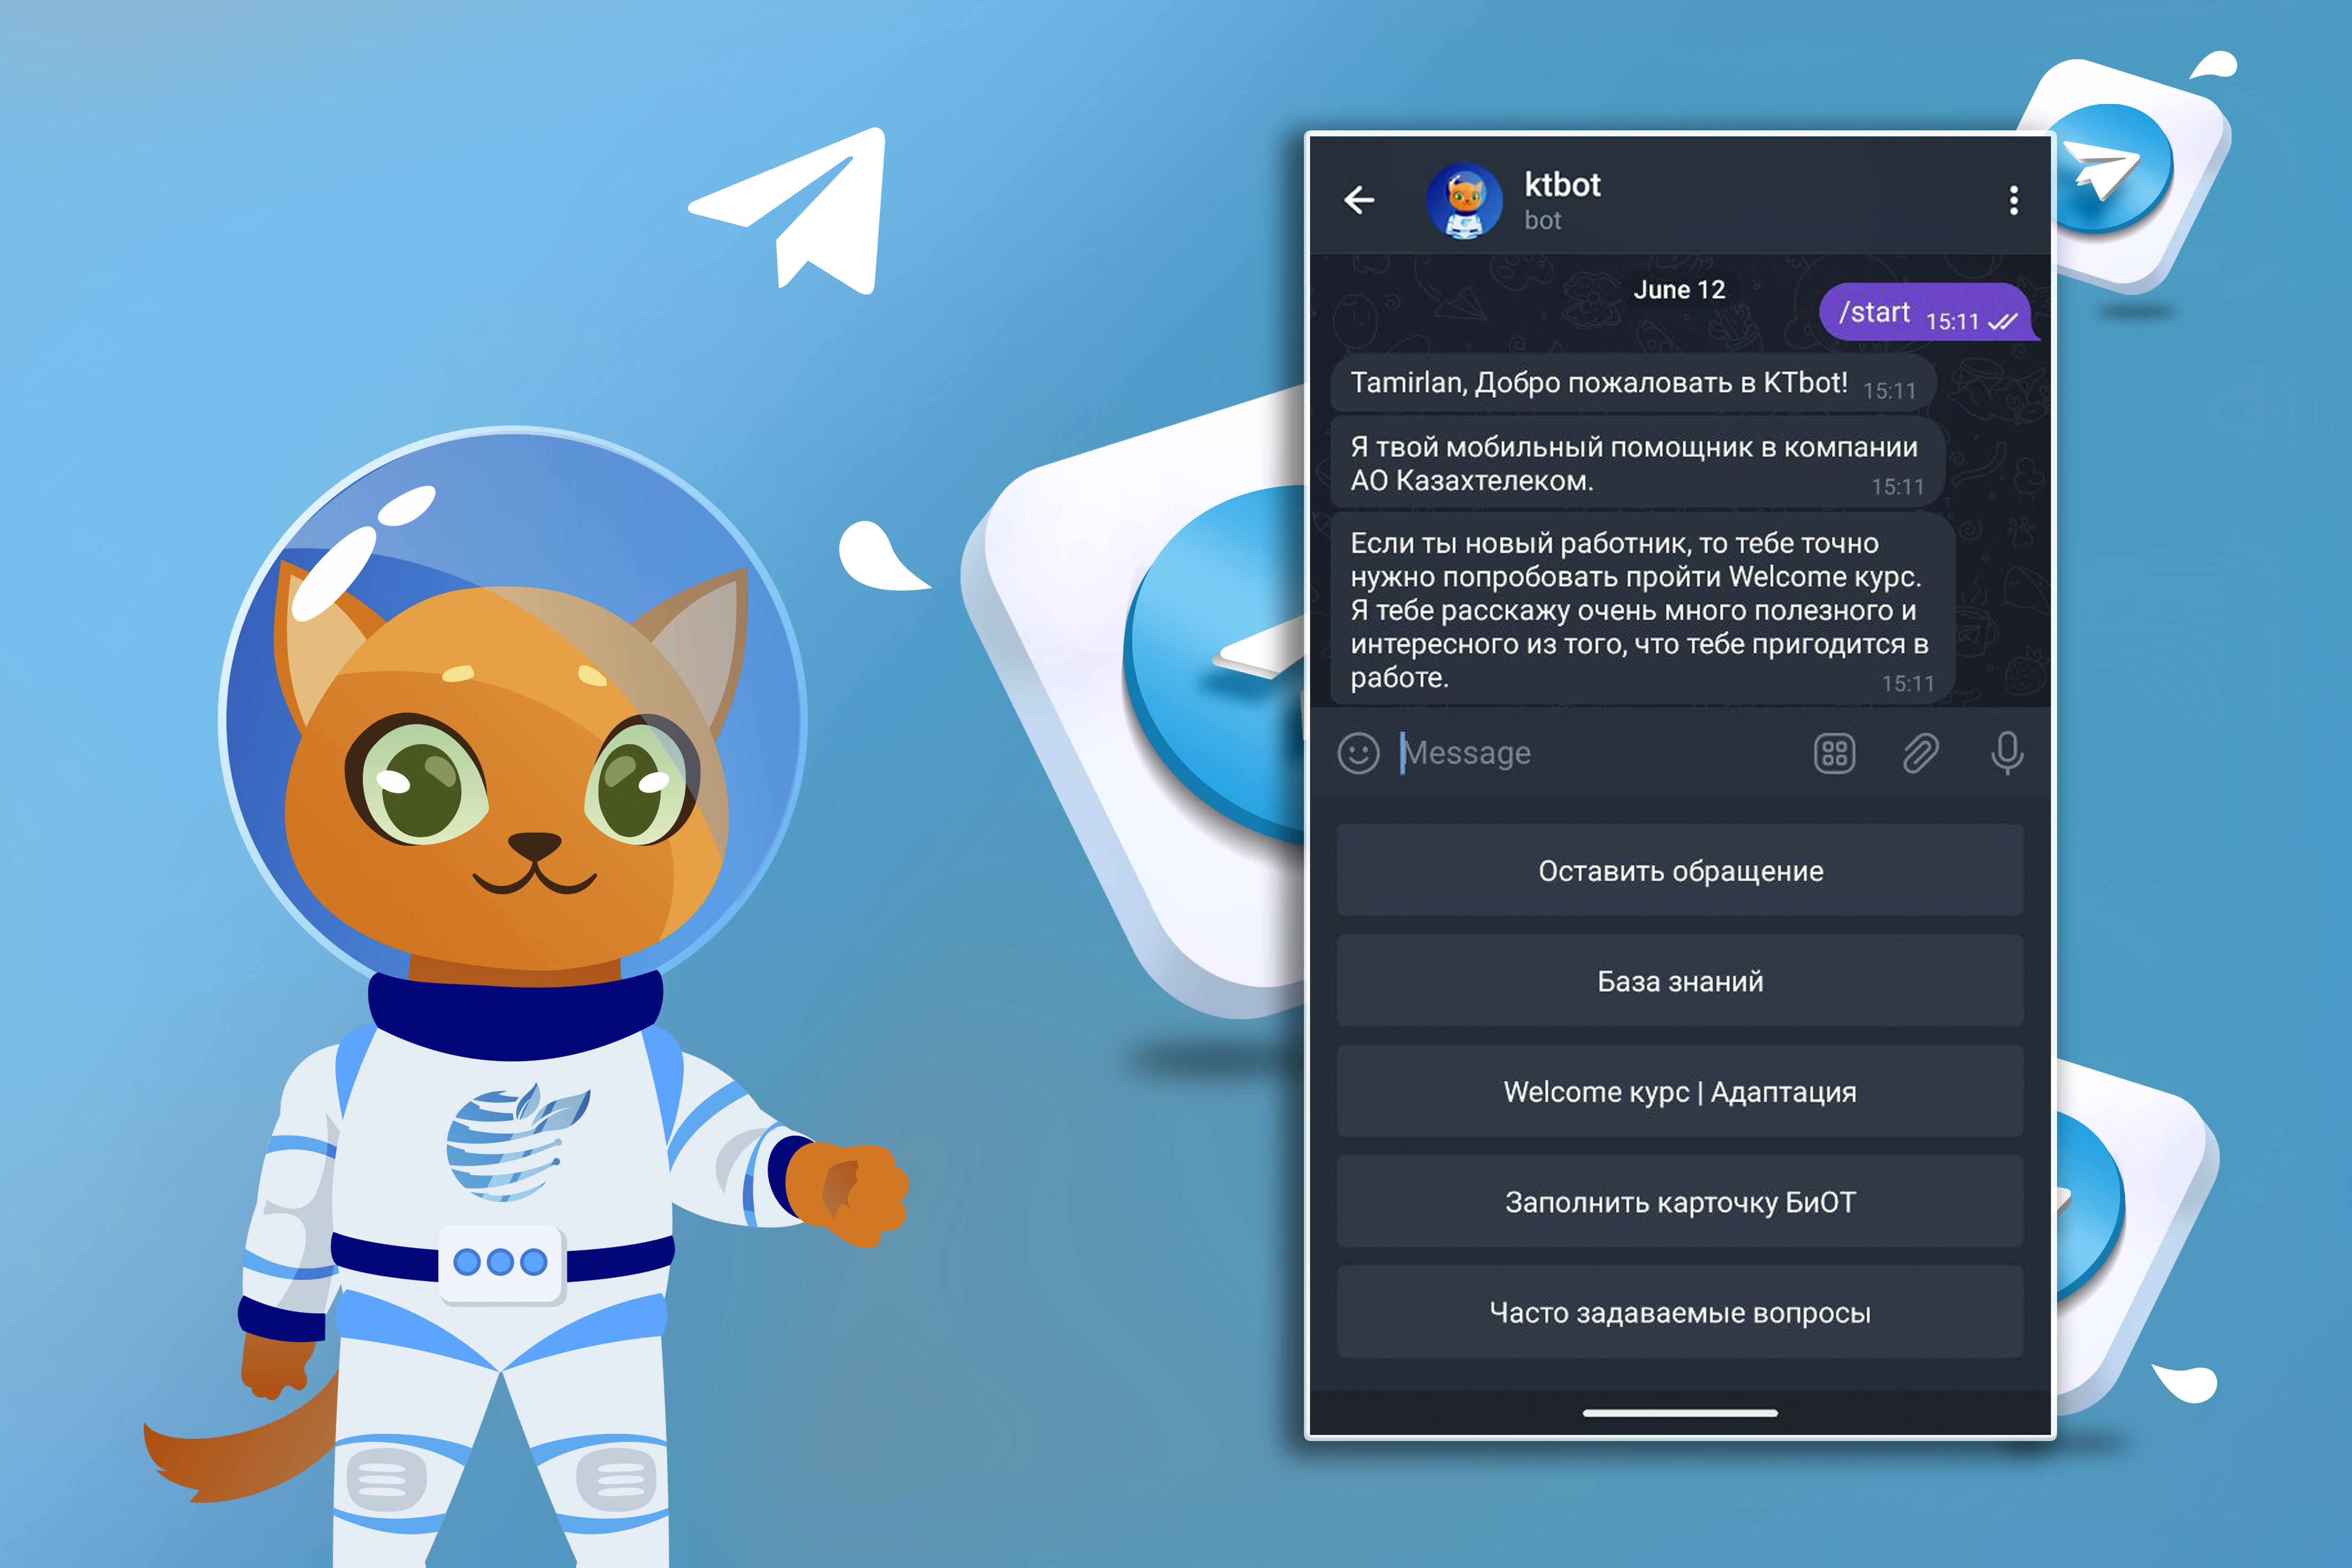 ktbot
bot
June 12
/start 15:11
Tamirlan, Добро пожаловать в KTbot! 15:11
Я твой мобильный помощник в компании
АО Казахтелеком. 15:11
Если ты новый работник, то тебе точно
нужно попробовать пройти Welcome курс.
Я тебе расскажу очень много полезного и
интересного из того, что тебе пригодится в
работе. 15:11
Message
Оставить обращение
База знаний
Welcome курс | Адаптация
Заполнить карточку БиОТ
Часто задаваемые вопросы